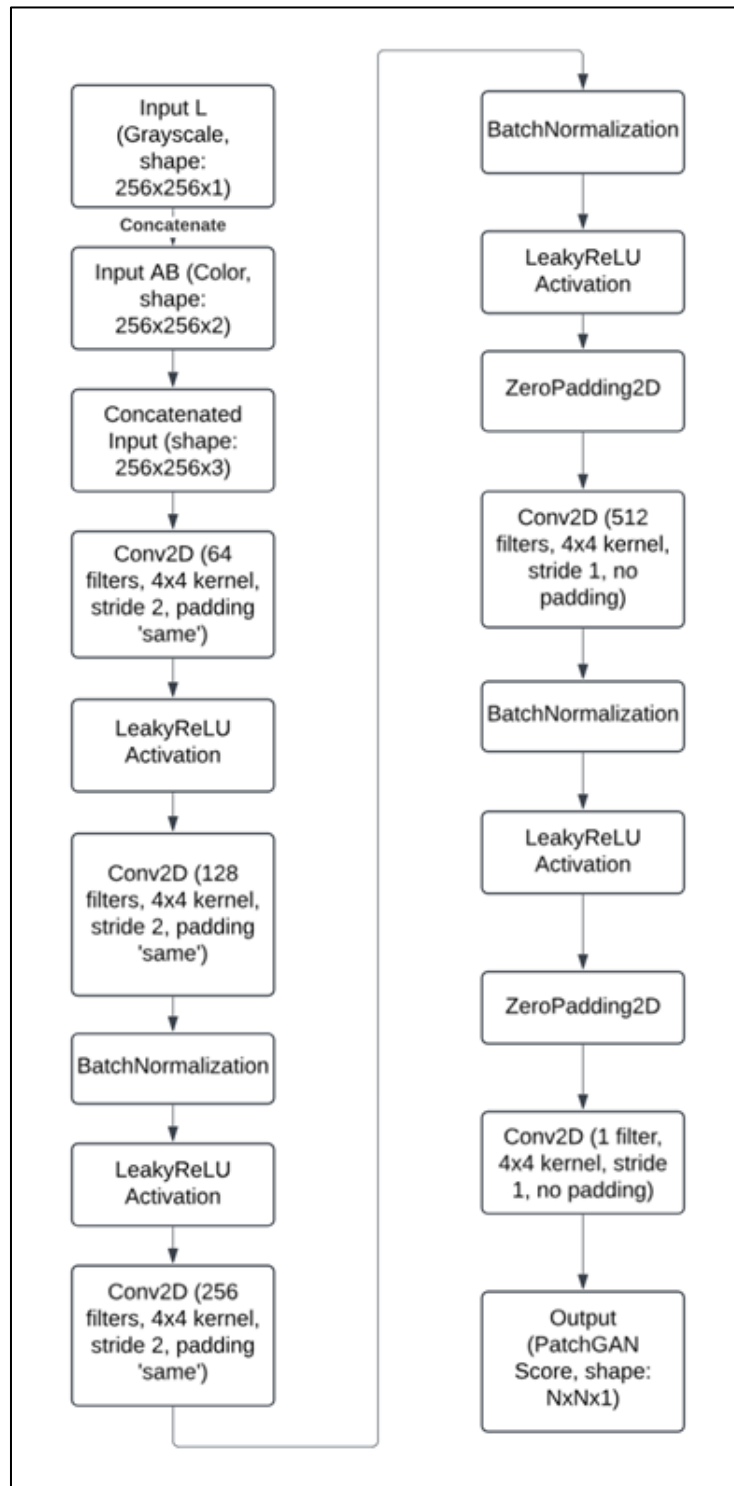 Input L
(Grayscale,
shape:
256x256x1)
Concatenate
Input AB (Color,
shape:
256x256x2)
Concatenated
Input (shape:
256x256x3)
Conv2D (64
filters, 4x4 kernel,
stride 2, padding
'same')
LeakyReLU
Activation
Conv2D (128
filters, 4x4 kernel,
stride 2, padding
'same')
BatchNormalization
LeakyReLU
Activation
Conv2D (256
filters, 4x4 kernel,
stride 2, padding
'same')
BatchNormalization
LeakyReLU
Activation
ZeroPadding2D
Conv2D (512
filters, 4x4 kernel,
stride 1, no
padding)
BatchNormalization
LeakyReLU
Activation
ZeroPadding2D
Conv2D (1 filter,
4x4 kernel, stride
1, no padding)
Output
(PatchGAN
Score, shape:
NxNx1)